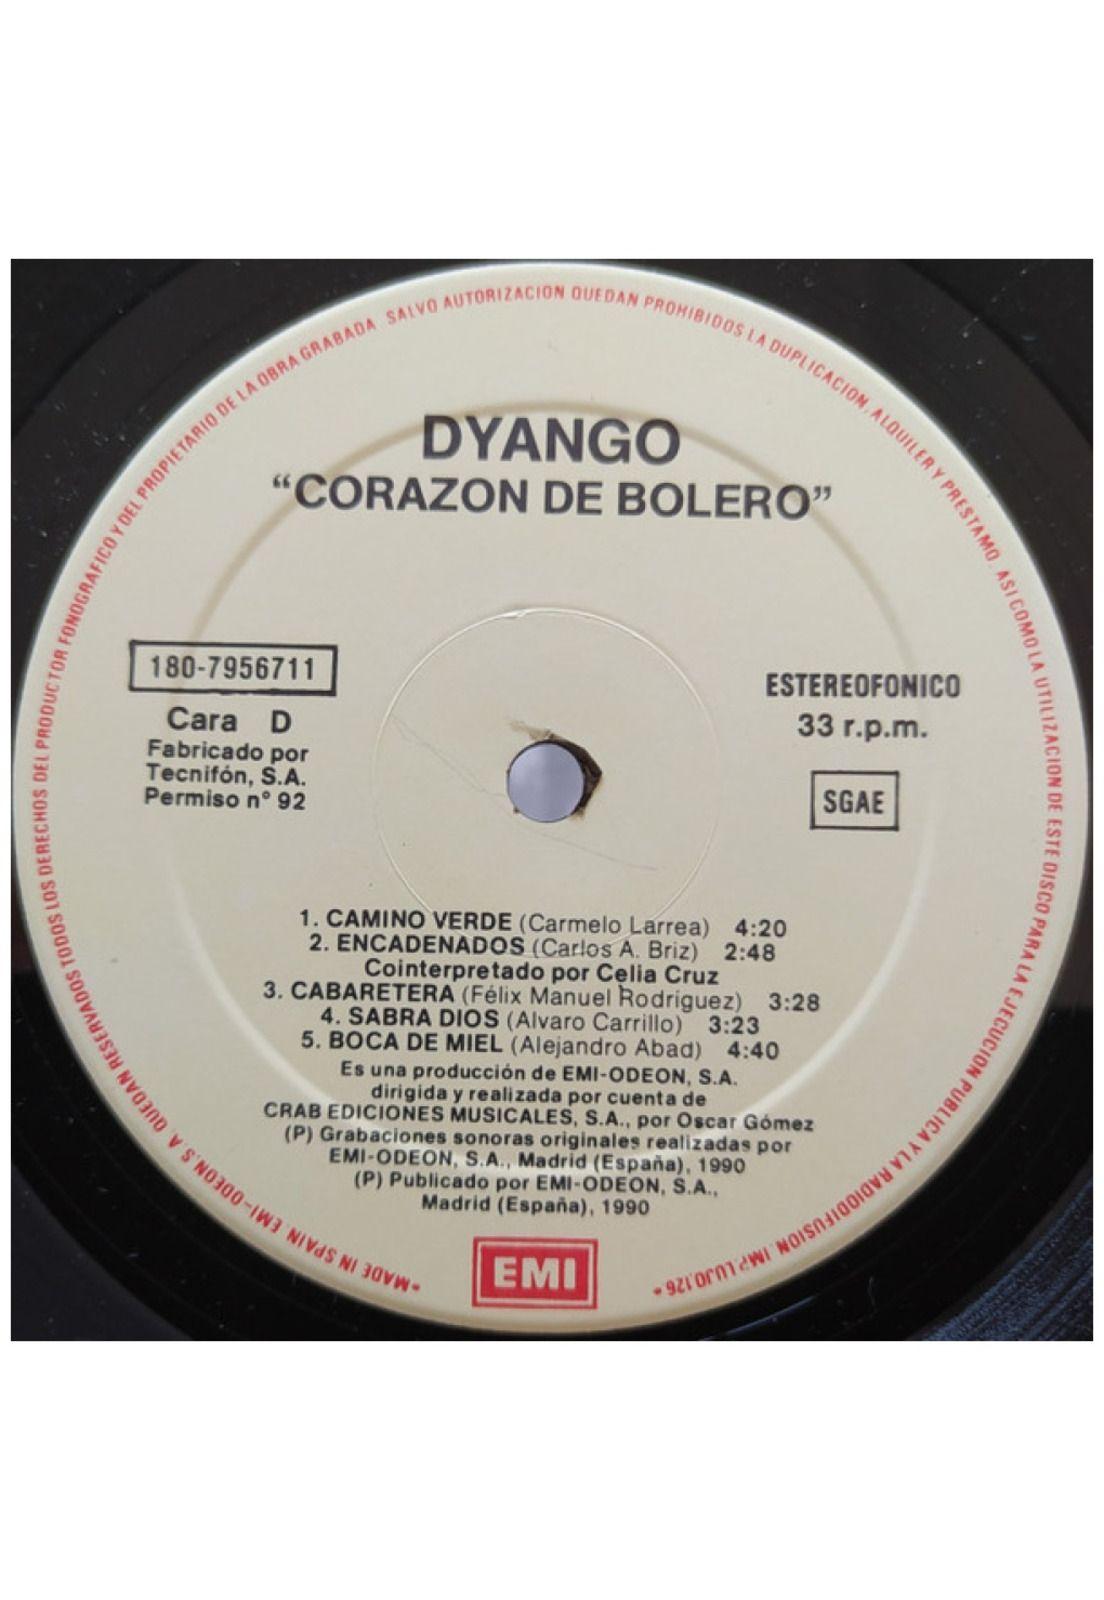 * MADE IN SPAIN. EMI-ODEON, S.A. QUEDAN RESERVADOS TODOS LOS DERECHOS DEL PRODUCTOR FONOGRAFICO Y DEL PROPIETARIO DE LA OBRA GRABADA. SALVO AUTORIZACION QUEDAN PROHIBIDOS LA DUPLICACION, ALQUILER Y PRESTAMO, ASI COMO LA UTILIZACION DE ESTE DISCO PARA LA EJECUCION PUBLICA Y LA RADIODIFUSION. IMP. LUJO,126 *
DYANGO
“CORAZON DE BOLERO”
180-7956711
Cara D
Fabricado por
Tecnifón, S.A.
Permiso n° 92
ESTEREOFONICO
33 r.p.m.
SGAE
1. CAMINO VERDE (Carmelo Larrea) 4:20
2. ENCADENADOS (Carlos A. Briz) 2:48
Cointerpretado por Celia Cruz
3. CABARETERA (Félix Manuel Rodriguez) 3:28
4. SABRA DIOS (Alvaro Carrillo) 3:23
5. BOCA DE MIEL (Alejandro Abad) 4:40
Es una producción de EMI-ODEON, S.A.
dirigida y realizada por cuenta de
CRAB EDICIONES MUSICALES, S.A., por Oscar Gómez
(P) Grabaciones sonoras originales realizadas por
EMI-ODEON, S.A., Madrid (España), 1990
(P) Publicado por EMI-ODEON, S.A.,
Madrid (España), 1990
EMI